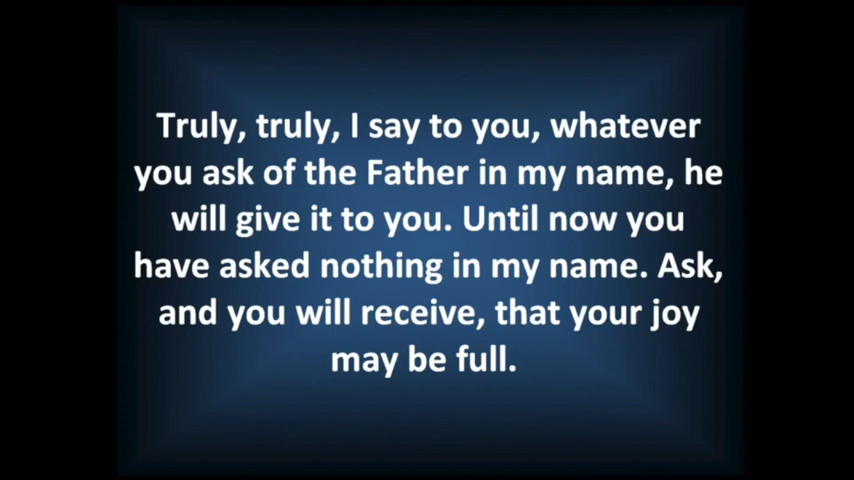 Truly, truly, I say to you, whatever
you ask of the Father in my name, he
will give it to you. Until now you
have asked nothing in my name. Ask,
and you will receive, that your joy
may be full.